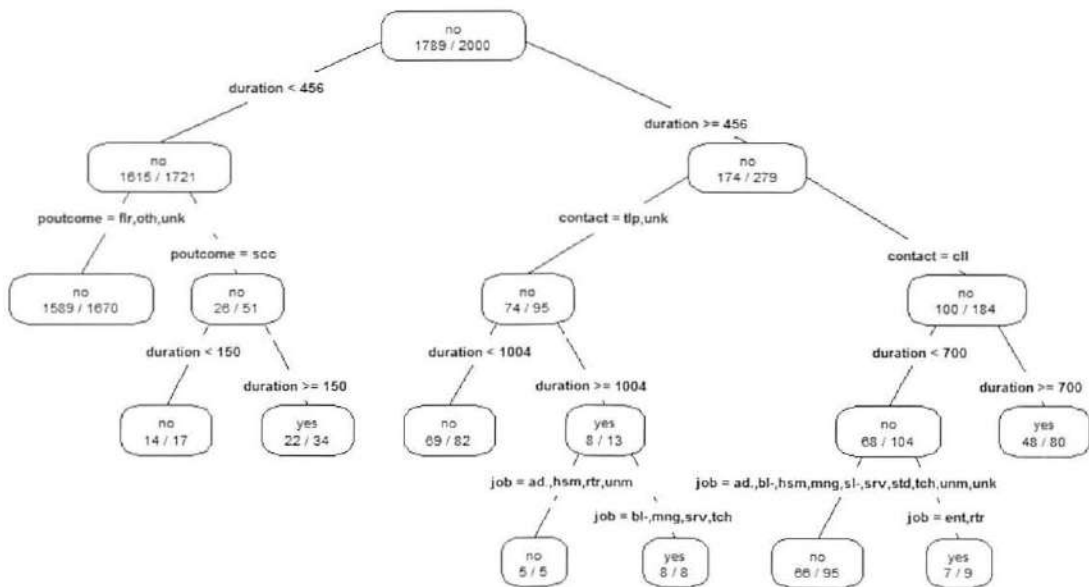 no
1789 / 2000
duration < 456
duration >= 456
no
1615 / 1721
no
174 / 279
poutcome = flr,oth,unk
poutcome = scc
contact = tlp,unk
contact = cll
no
1589 / 1670
no
26 / 51
no
74 / 95
no
100 / 184
duration < 150
duration >= 150
duration < 1004
duration >= 1004
duration < 700
duration >= 700
no
14 / 17
yes
22 / 34
no
69 / 82
yes
8 / 13
no
68 / 104
yes
48 / 80
job = ad.,hsm,rtr,unm
job = bl-,mng,srv,tch
job = ad.,bl-,hsm,mng,sl-,srv,std,tch,unm,unk
job = ent,rtr
no
5 / 5
yes
8 / 8
no
66 / 95
yes
7 / 9